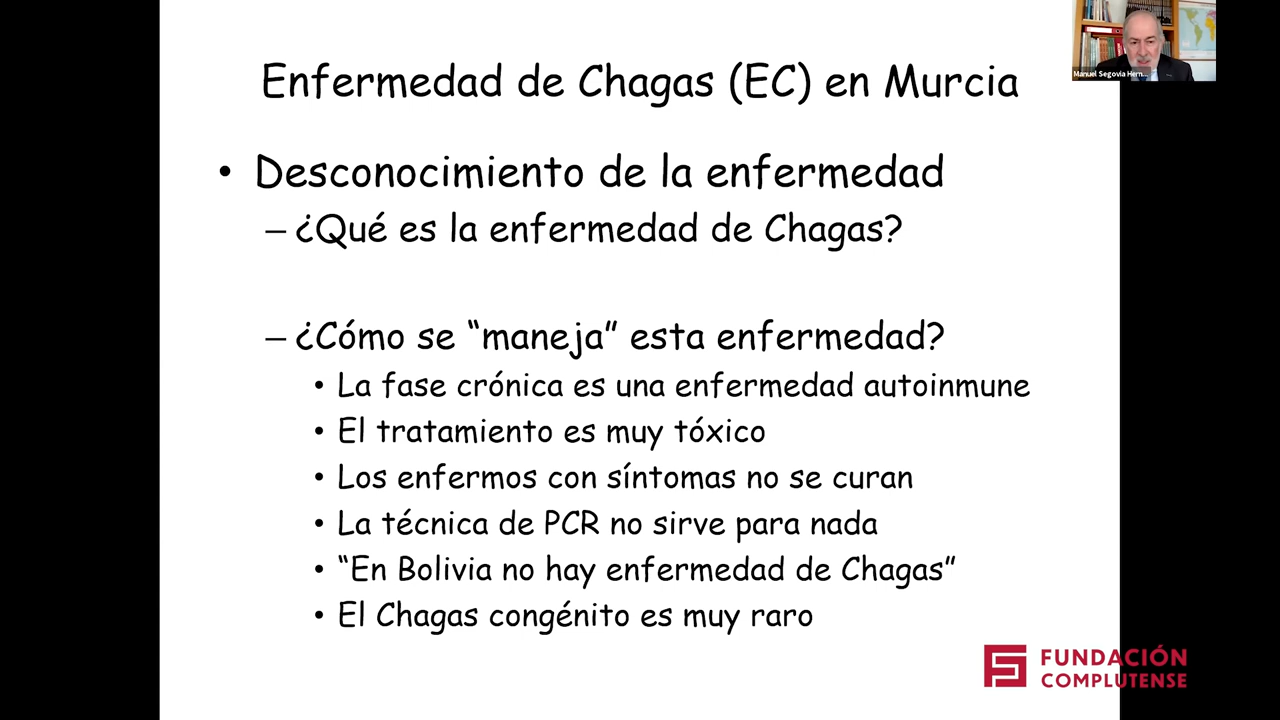 Manuel Segovia Hern...
Enfermedad de Chagas (EC) en Murcia
• Desconocimiento de la enfermedad
– ¿Qué es la enfermedad de Chagas?
– ¿Cómo se “maneja” esta enfermedad?
• La fase crónica es una enfermedad autoinmune
• El tratamiento es muy tóxico
• Los enfermos con síntomas no se curan
• La técnica de PCR no sirve para nada
• “En Bolivia no hay enfermedad de Chagas”
• El Chagas congénito es muy raro
FUNDACIÓN
COMPLUTENSE